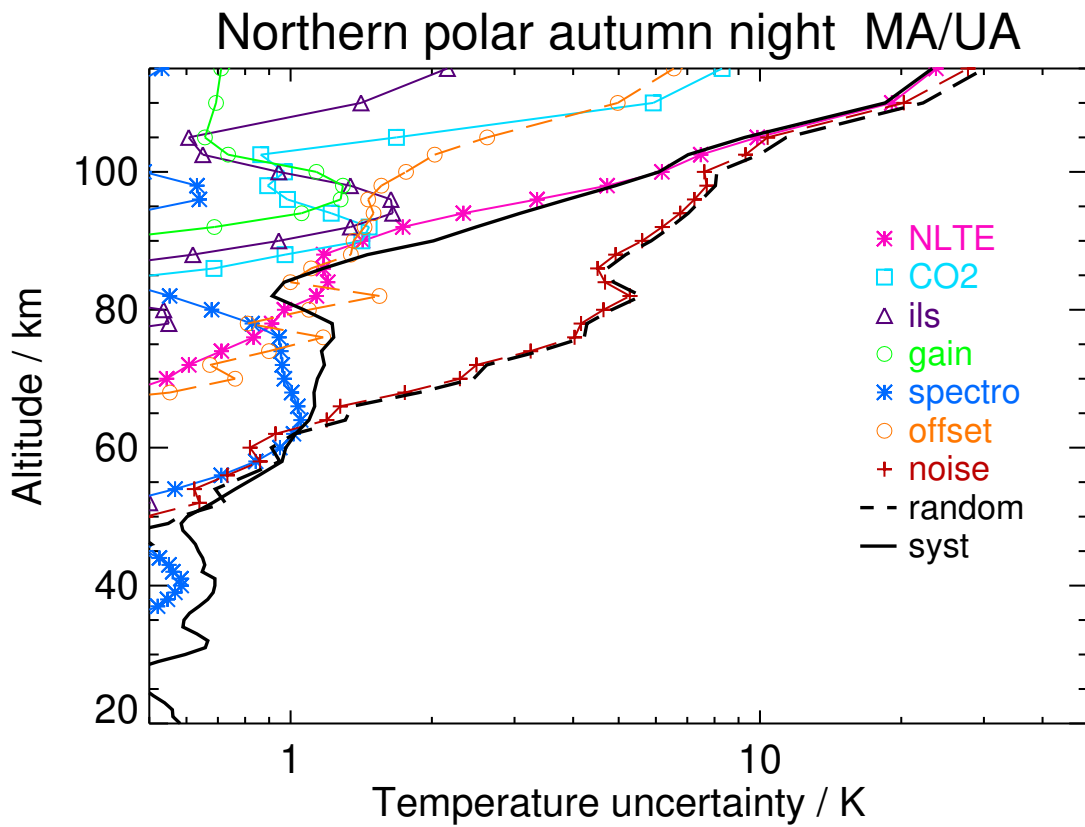 Northern polar autumn night MA/UA
Altitude / km
100
80
60
40
20
NLTE
CO2
ils
gain
spectro
offset
noise
random
syst
1
10
Temperature uncertainty / K